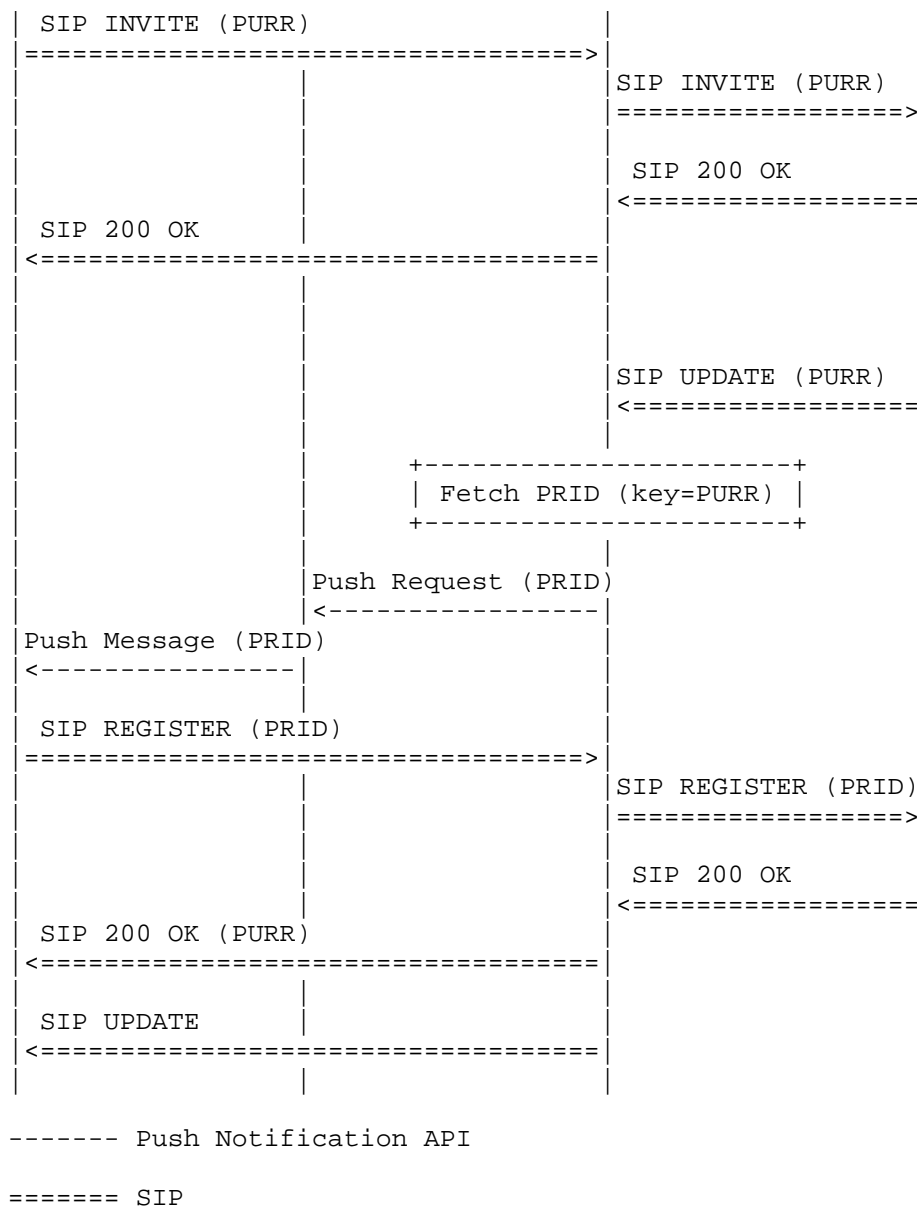 SIP INVITE (PURR)
SIP INVITE (PURR)
SIP 200 OK
SIP 200 OK
SIP UPDATE (PURR)
Fetch PRID (key=PURR)
Push Request (PRID)
Push Message (PRID)
SIP REGISTER (PRID)
SIP REGISTER (PRID)
SIP 200 OK
SIP 200 OK (PURR)
SIP UPDATE
------- Push Notification API
======= SIP